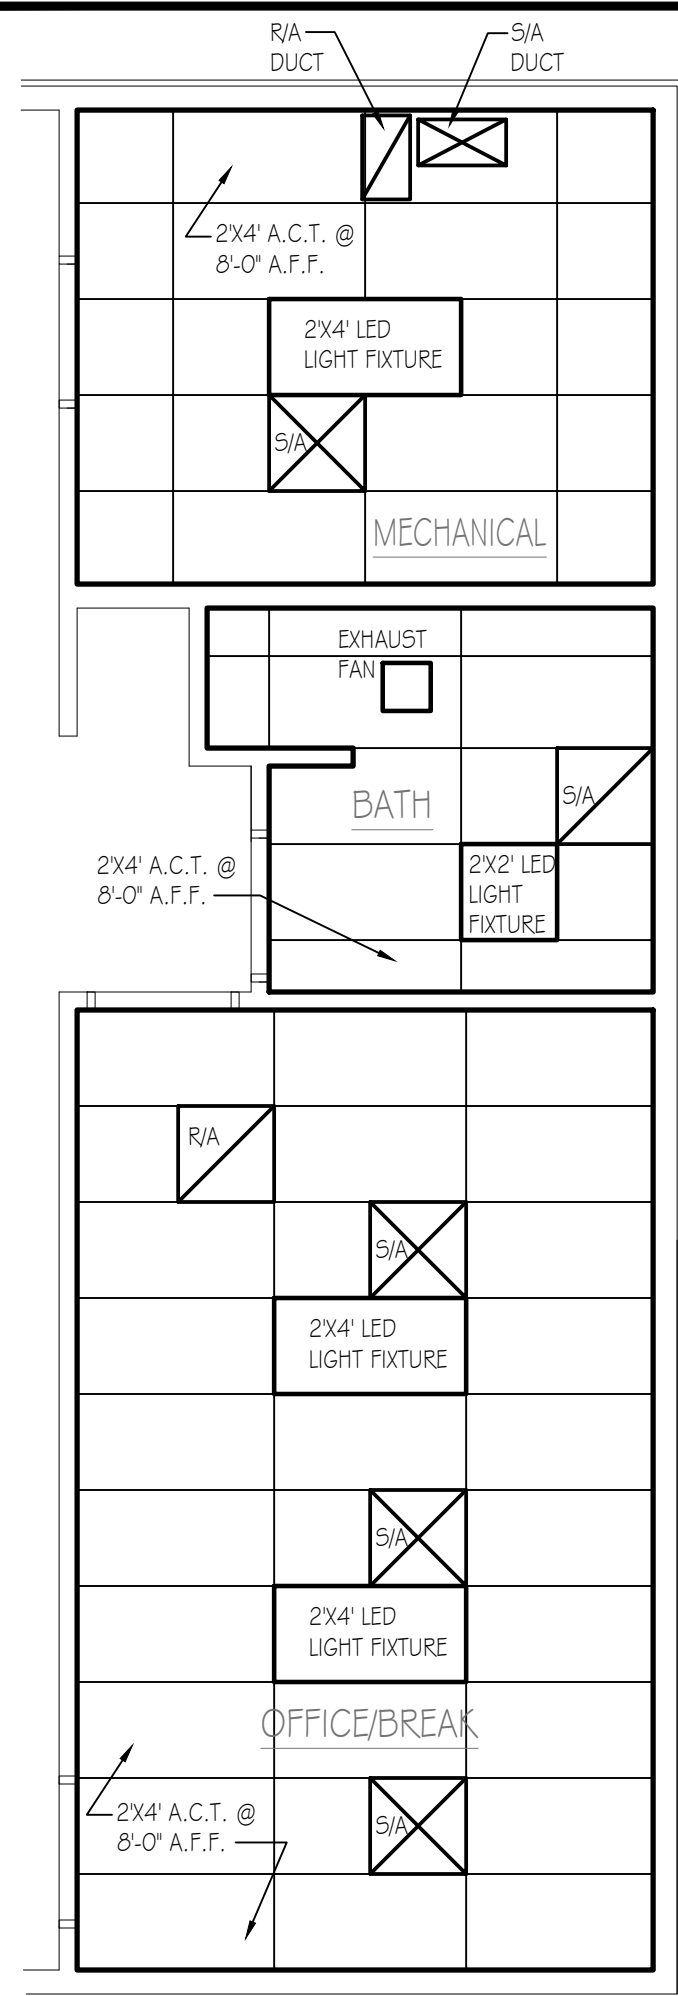 R/A
DUCT
S/A
DUCT
2'X4' A.C.T. @
8'-0" A.F.F.
2'X4' LED
LIGHT FIXTURE
S/A
MECHANICAL
EXHAUST
FAN
S/A
BATH
2'X4' A.C.T. @
8'-0" A.F.F.
2'X2' LED
LIGHT
FIXTURE
R/A
S/A
2'X4' LED
LIGHT FIXTURE
S/A
2'X4' LED
LIGHT FIXTURE
OFFICE/BREAK
2'X4' A.C.T. @
8'-0" A.F.F.
S/A